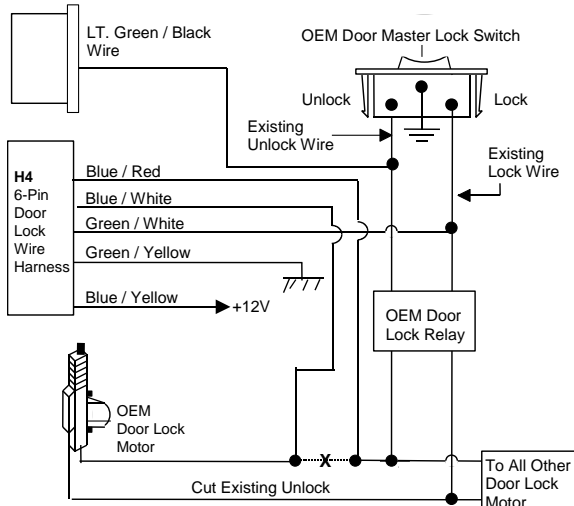 LT. Green / Black
Wire
OEM Door Master Lock Switch
Unlock
Lock
Existing
Unlock Wire
Existing
Lock Wire
H4
6-Pin
Door
Lock
Wire
Harness
Blue / Red
Blue / White
Green / White
Green / Yellow
Blue / Yellow
+12V
OEM Door
Lock Relay
OEM
Door Lock
Motor
X
Cut Existing Unlock
To All Other
Door Lock
Motor